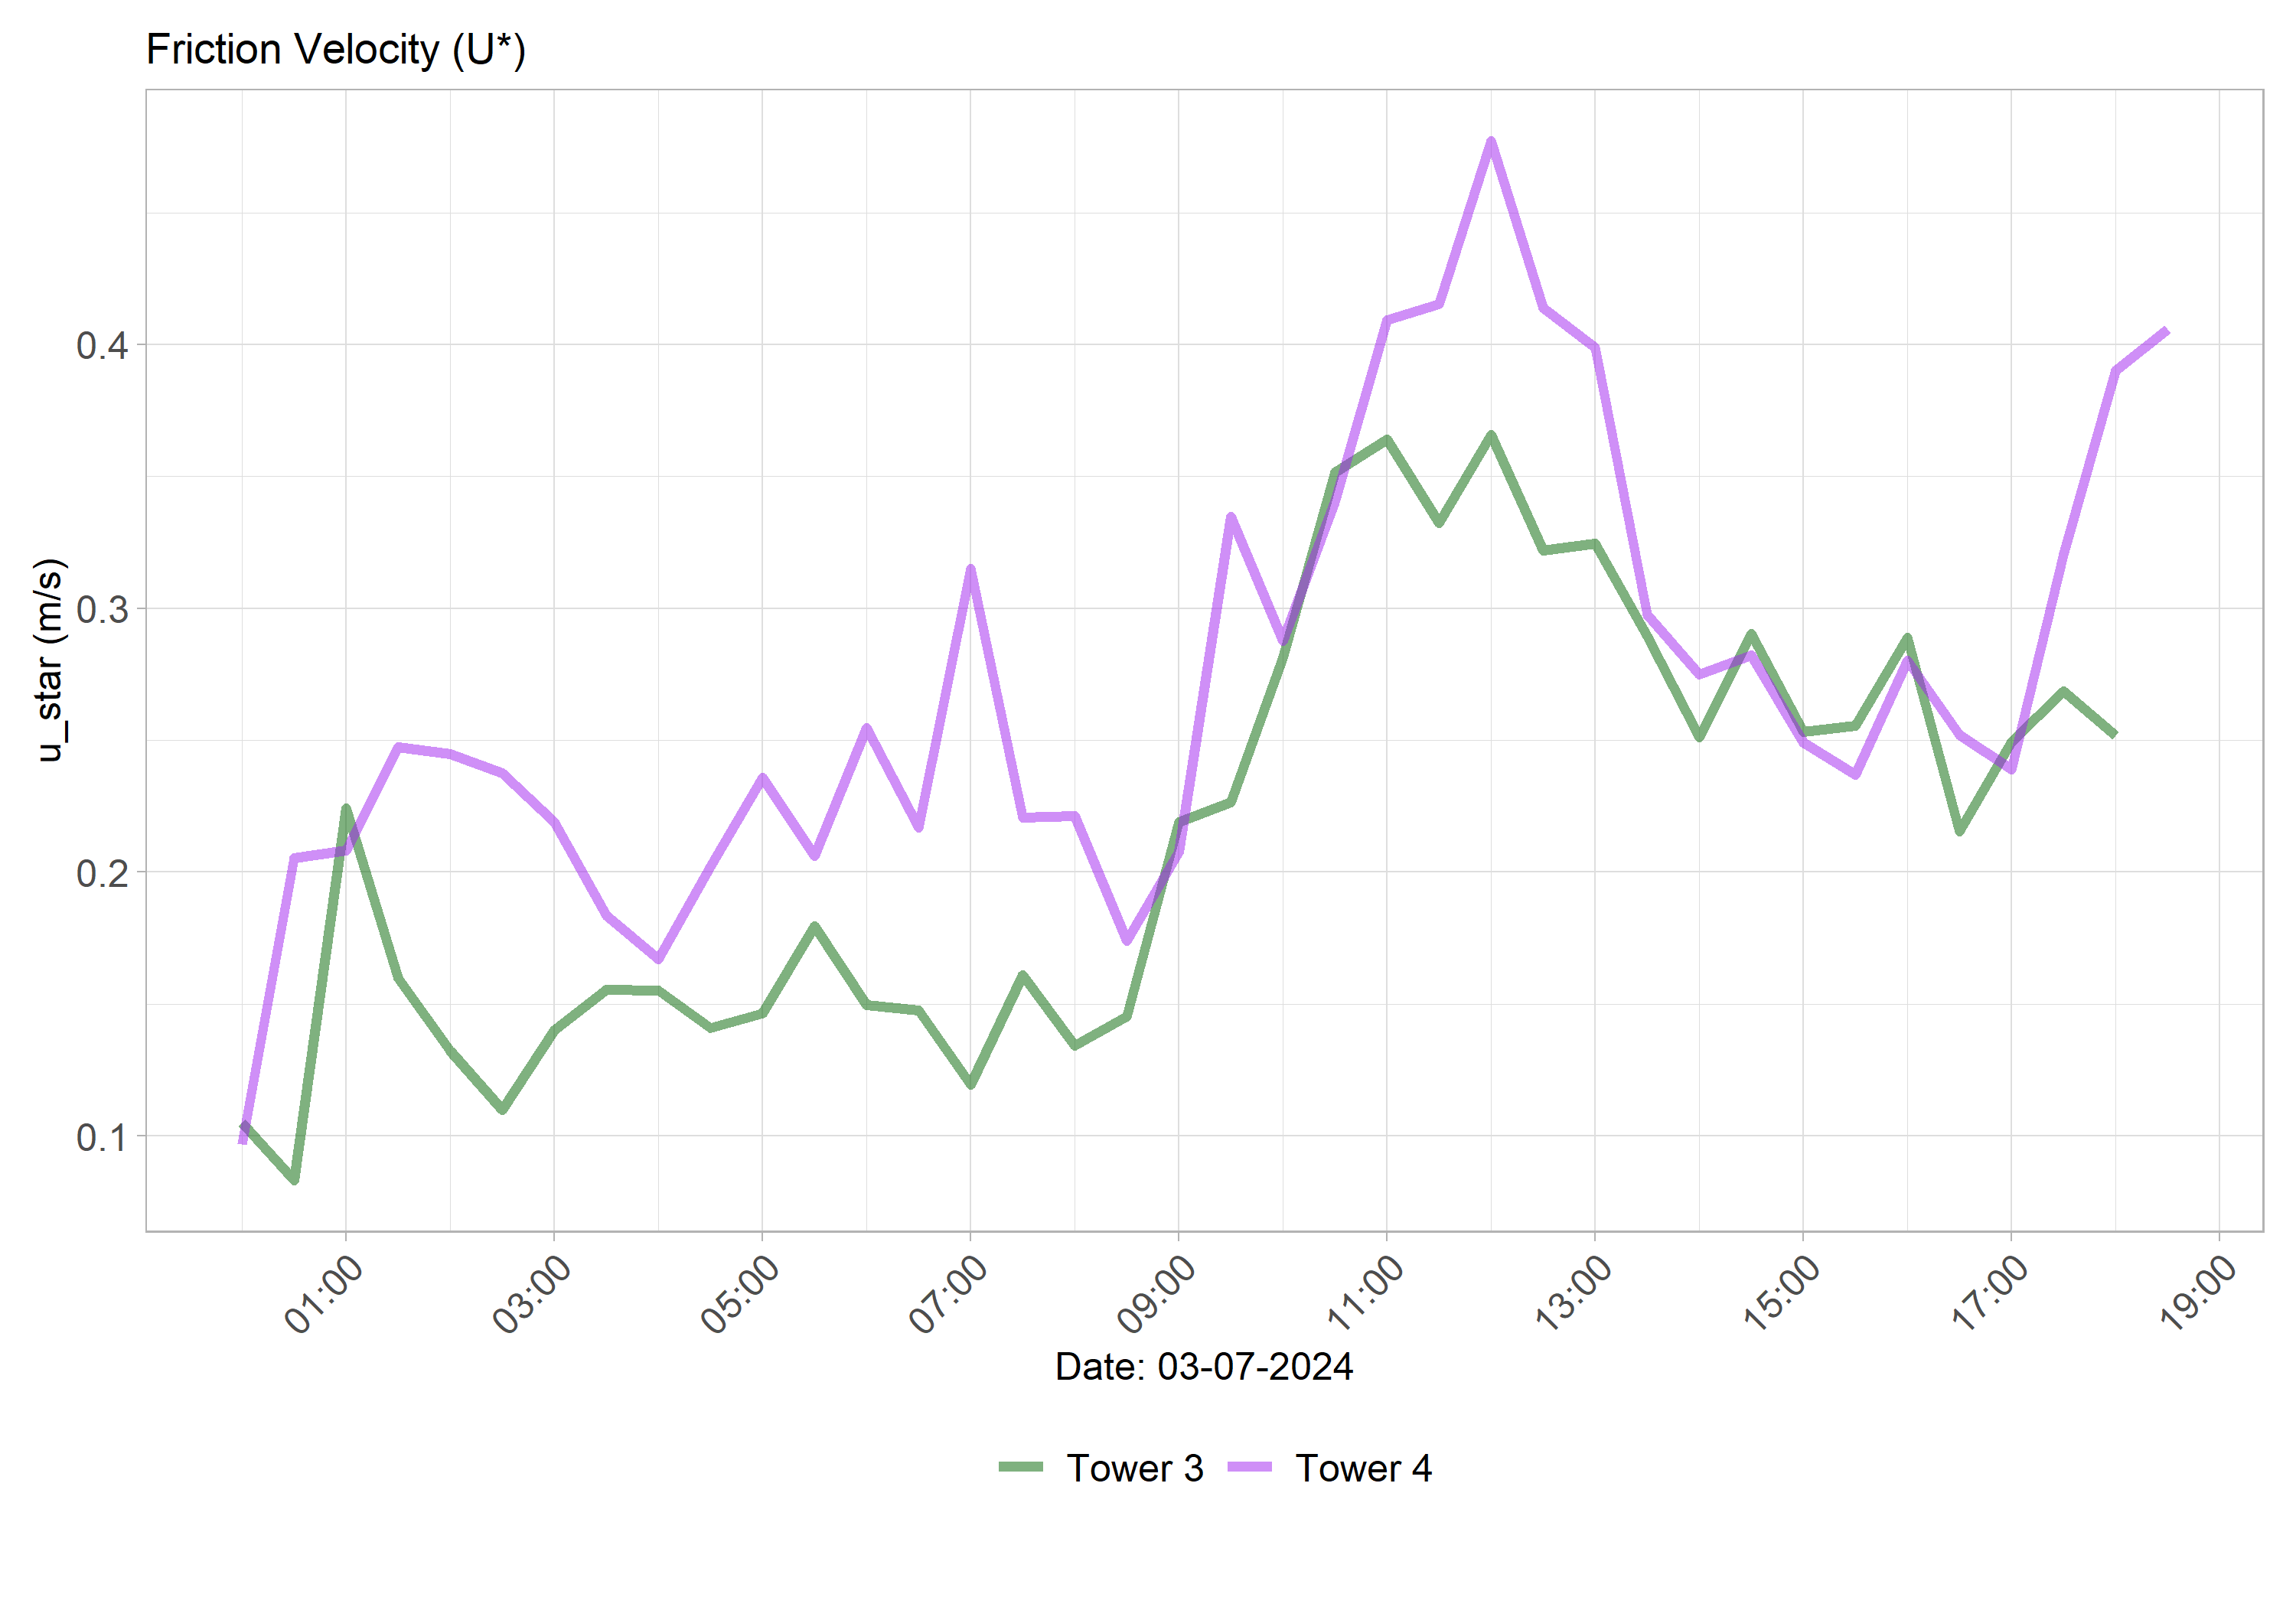 Friction Velocity (U*)
u_star (m/s)
0.4
0.3
0.2
0.1
01:00 03:00 05:00 07:00 09:00 11:00 13:00 15:00 17:00 19:00
Date: 03-07-2024
Tower 3 Tower 4